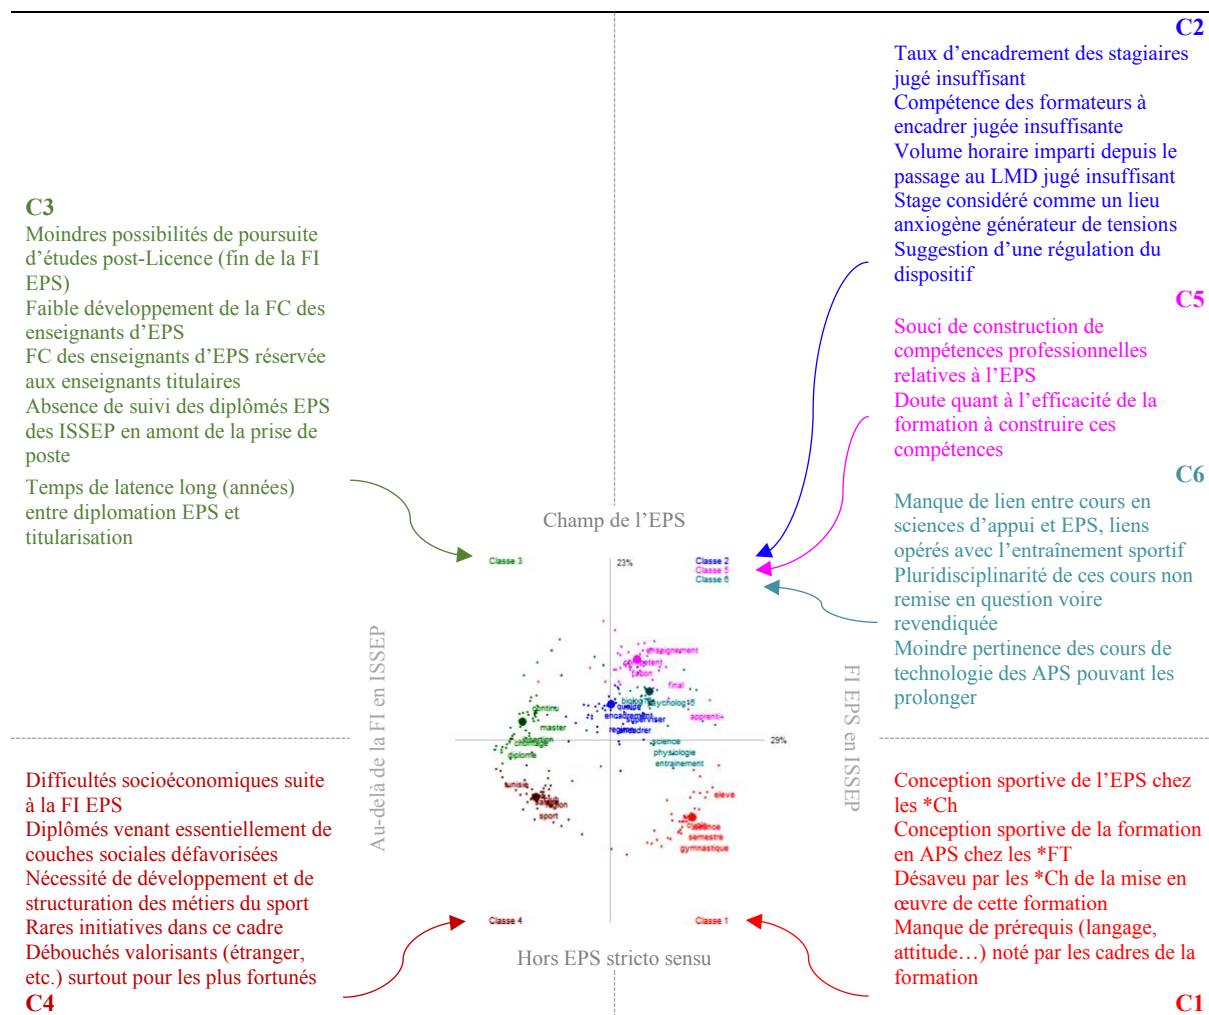 C2
Taux d’encadrement des stagiaires
jugé insuffisant
Compétence des formateurs à
encadrer jugée insuffisante
Volume horaire imparti depuis le
passage au LMD jugé insuffisant
Stage considéré comme un lieu
anxiogène générateur de tensions
Suggestion d’une régulation du
dispositif
C3
Moindres possibilités de poursuite
d’études post-Licence (fin de la FI
EPS)
Faible développement de la FC des
enseignants d’EPS
FC des enseignants d’EPS réservée
aux enseignants titulaires
Absence de suivi des diplômés EPS
des ISSEP en amont de la prise de
poste
Temps de latence long (années)
entre diplomation EPS et
titularisation
C5
Souci de construction de
compétences professionnelles
relatives à l’EPS
Doute quant à l’efficacité de la
formation à construire ces
compétences
C6
Manque de lien entre cours en
sciences d’appui et EPS, liens
opérés avec l’entraînement sportif
Pluridisciplinarité de ces cours non
remise en question voire
revendiquée
Moindre pertinence des cours de
technologie des APS pouvant les
prolonger
Champ de l’EPS
Classe 3
23%
Classe 2
Classe 5
Classe 6
Au-delà de la FI en ISSEP
FI EPS en ISSEP
enseignement
final
continu
encadrement
superviser
apprenti+
master
chomage
diplome
science
physiologie
entrainement
29%
tunisie
region
sport
eleve
semestre
gymnastique
Classe 4
Classe 1
Hors EPS stricto sensu
Difficultés socioéconomiques suite
à la FI EPS
Diplômés venant essentiellement de
couches sociales défavorisées
Nécessité de développement et de
structuration des métiers du sport
Rares initiatives dans ce cadre
Débouchés valorisants (étranger,
etc.) surtout pour les plus fortunés
C4
Conception sportive de l’EPS chez
les *Ch
Conception sportive de la formation
en APS chez les *FT
Désaveu par les *Ch de la mise en
œuvre de cette formation
Manque de prérequis (langage,
attitude…) noté par les cadres de la
formation
C1